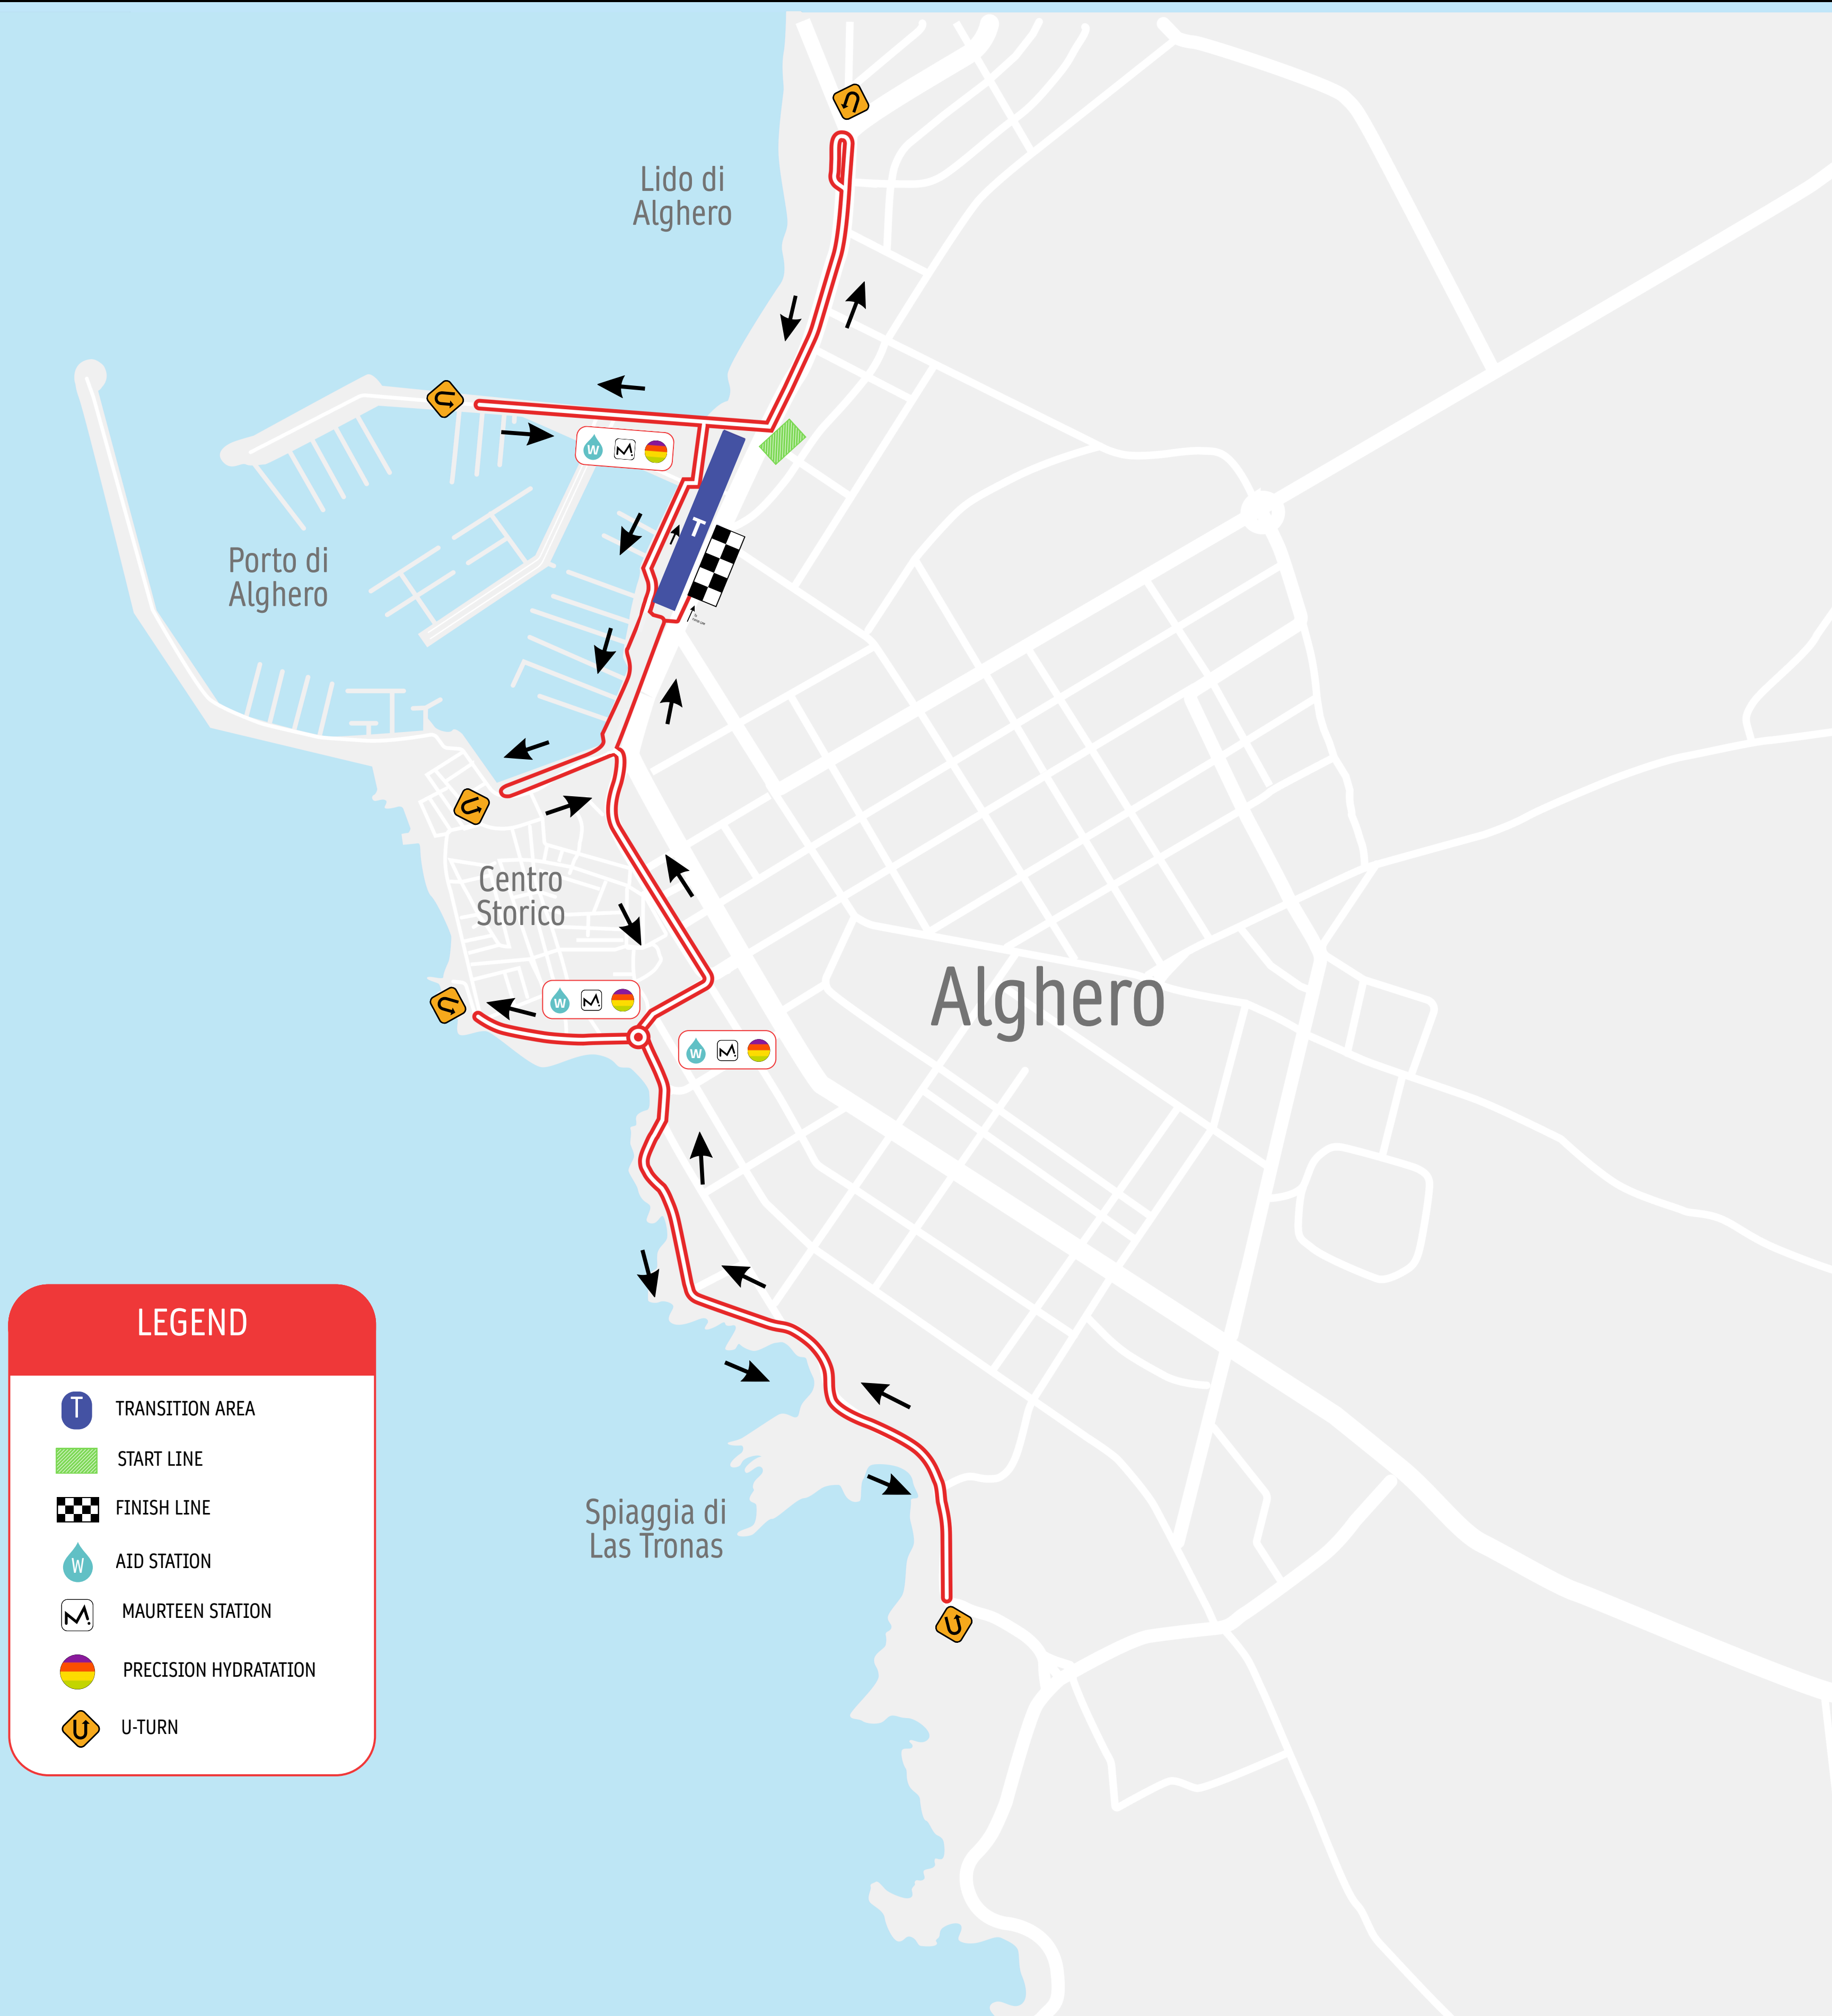 Lido di
Alghero
W
T
Porto di
Alghero
Centro
Storico
W
Alghero
W
LEGEND
T
TRANSITION AREA
START LINE
FINISH LINE
Spiaggia di
Las Tronas
W
AID STATION
MAURTEEN STATION
PRECISION HYDRATATION
U-TURN